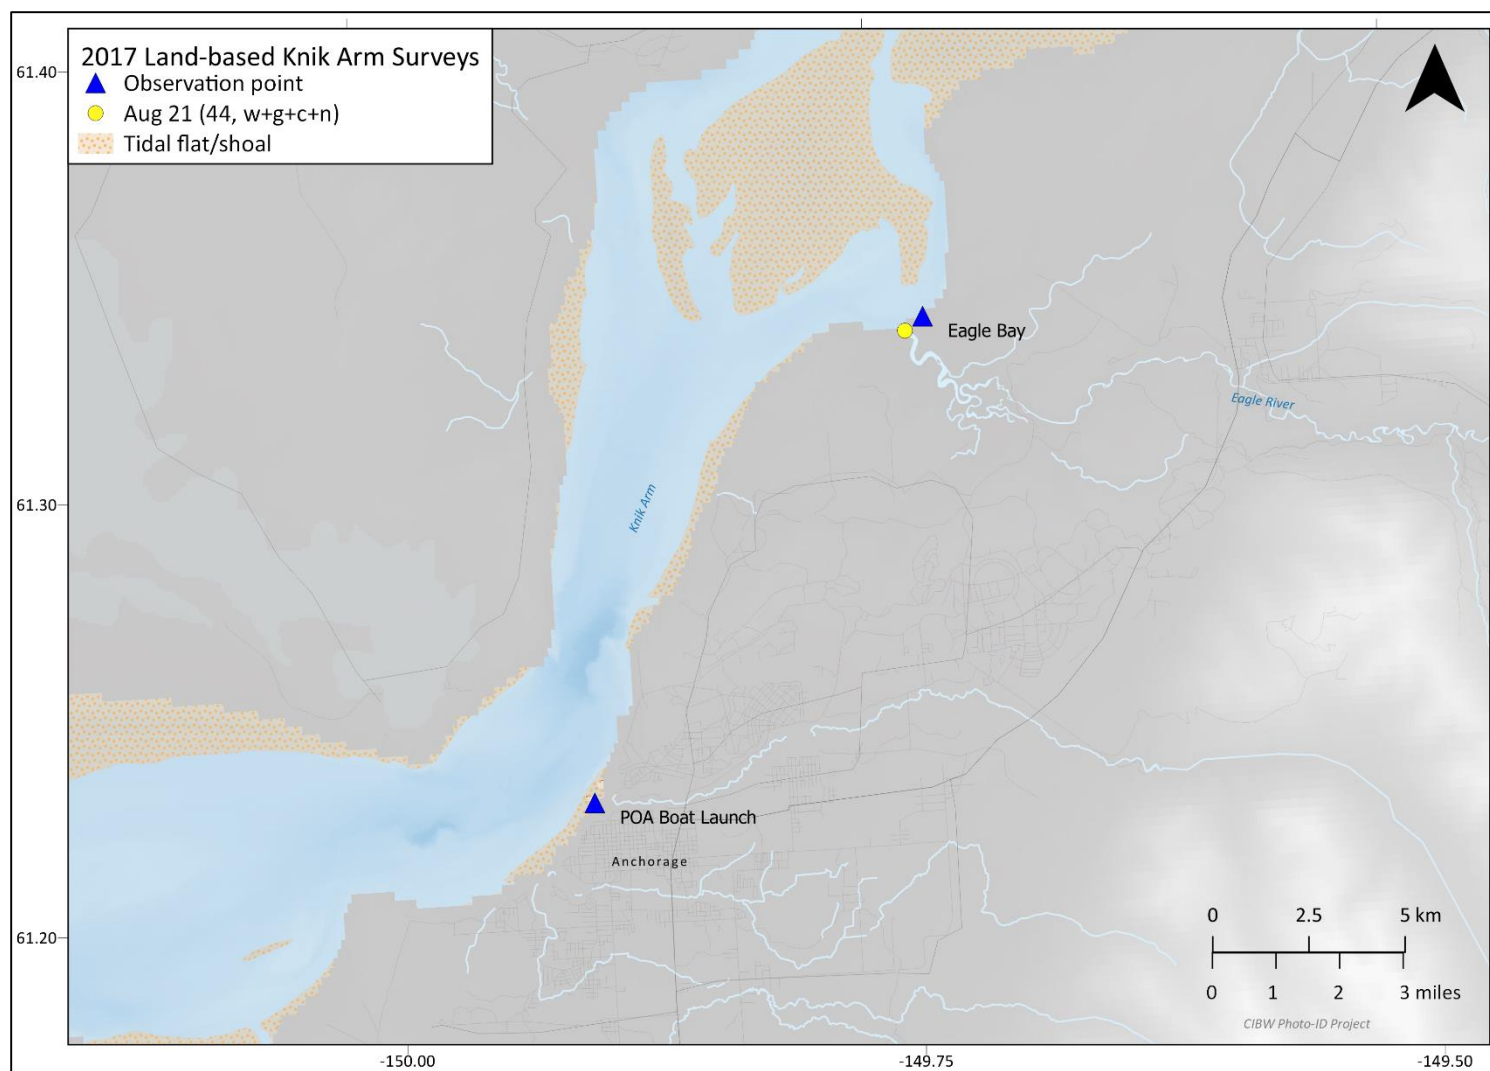 2017 Land-based Knik Arm Surveys
Observation point
Aug 21 (44, w+g+c+n)
Tidal flat/shoal
61.40
Eagle Bay
Eagle River
61.30
Knik Arm
POA Boat Launch
Anchorage
61.20
0 2.5 5 km
0 1 2 3 miles
CIBW Photo-ID Project
-150.00 -149.75 -149.50